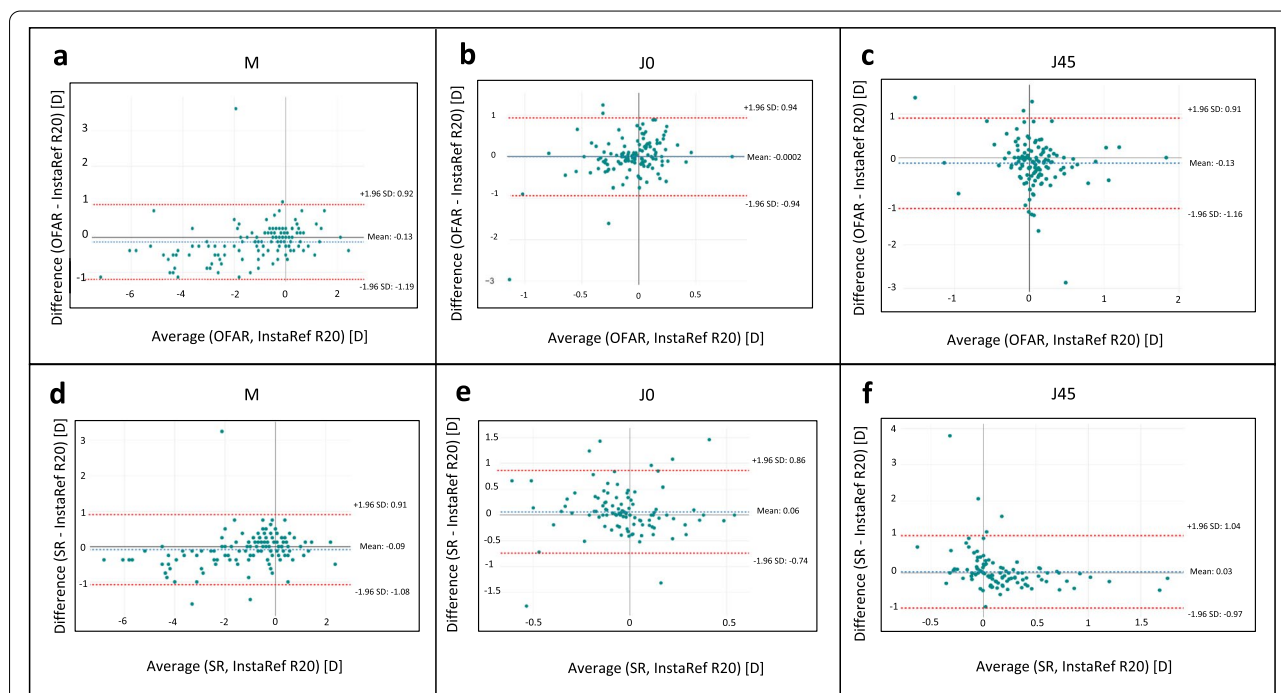 a
M
Difference (OFAR - InstaRef R20) [D]
3
2
1
0
-1
-6
-4
-2
0
2
+1.96 SD: 0.92
Mean: -0.13
-1.96 SD: -1.19
Average (OFAR, InstaRef R20) [D]
b
J0
Difference (OFAR - InstaRef R20) [D]
1
0
-1
-2
-3
-1
-0.5
0
0.5
+1.96 SD: 0.94
Mean: -0.0002
-1.96 SD: -0.94
Average (OFAR, InstaRef R20) [D]
c
J45
Difference (OFAR - InstaRef R20) [D]
1
0
-1
-2
-3
-1
0
1
2
+1.96 SD: 0.91
Mean: -0.13
-1.96 SD: -1.16
Average (OFAR, InstaRef R20) [D]
d
M
Difference (SR - InstaRef R20) [D]
3
2
1
0
-1
-6
-4
-2
0
2
+1.96 SD: 0.91
Mean: -0.09
-1.96 SD: -1.08
Average (SR, InstaRef R20) [D]
e
J0
Difference (SR - InstaRef R20) [D]
1.5
1
0.5
0
-0.5
-1
-1.5
-0.5
0
0.5
+1.96 SD: 0.86
Mean: 0.06
-1.96 SD: -0.74
Average (SR, InstaRef R20) [D]
f
J45
Difference (SR - InstaRef R20) [D]
4
3
2
1
0
-1
-0.5
0
0.5
1
1.5
+1.96 SD: 1.04
Mean: 0.03
-1.96 SD: -0.97
Average (SR, InstaRef R20) [D]